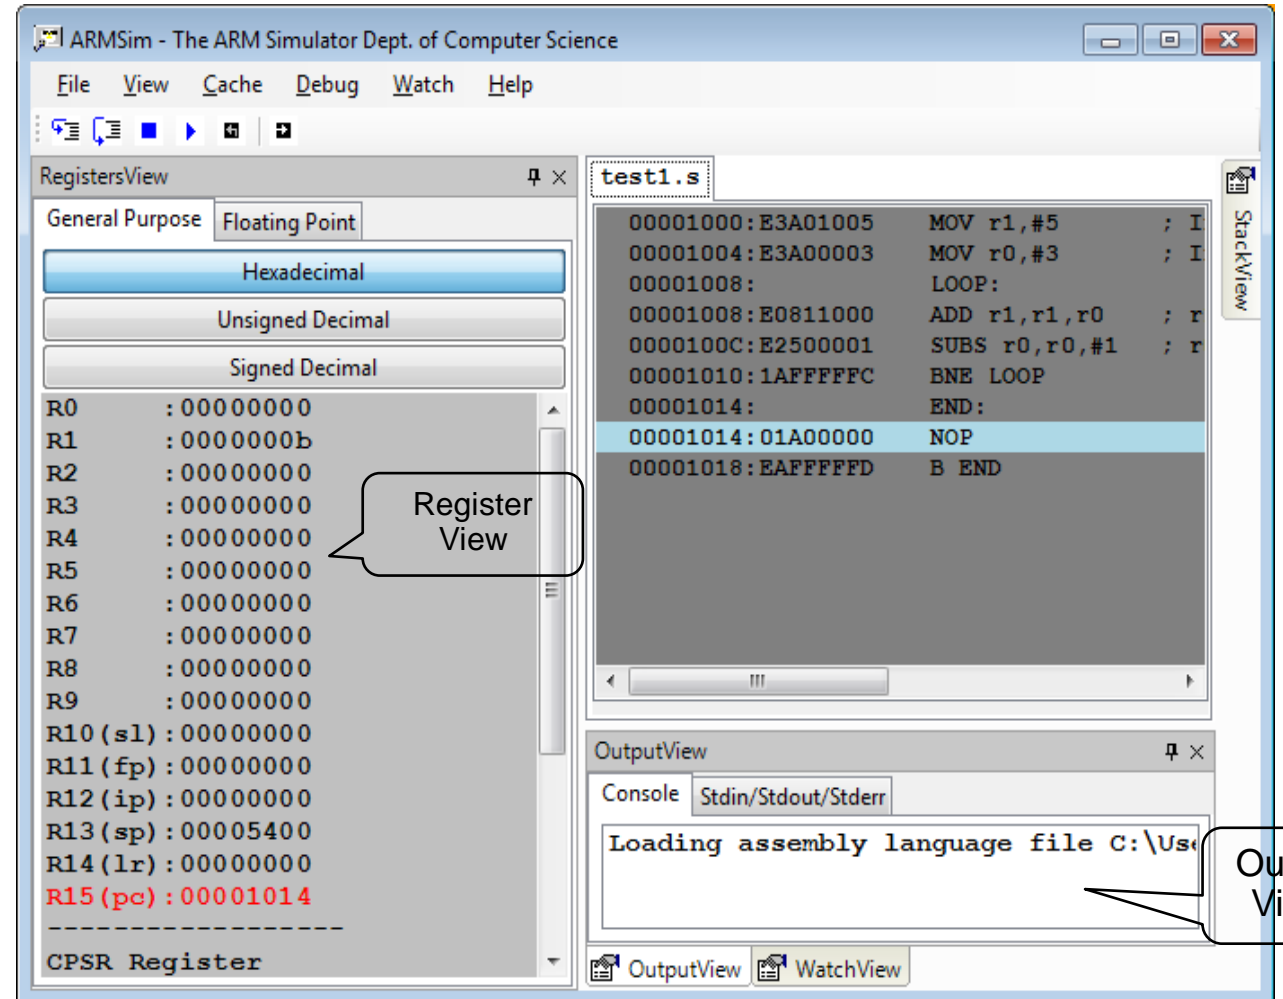 ARMSim - The ARM Simulator Dept. of Computer Science
File View Cache Debug Watch Help
RegistersView
General Purpose Floating Point
Hexadecimal
Unsigned Decimal
Signed Decimal
R0 :00000000
R1 :0000000b
R2 :00000000
R3 :00000000
R4 :00000000
R5 :00000000
R6 :00000000
R7 :00000000
R8 :00000000
R9 :00000000
R10(sl):00000000
R11(fp):00000000
R12(ip):00000000
R13(sp):00005400
R14(lr):00000000
R15(pc):00001014
------------------
CPSR Register
Register
View
test1.s
00001000:E3A01005 MOV r1,#5 ; I
00001004:E3A00003 MOV r0,#3 ; I
00001008: LOOP:
00001008:E0811000 ADD r1,r1,r0 ; r
0000100C:E2500001 SUBS r0,r0,#1 ; r
00001010:1AFFFFFC BNE LOOP
00001014: END:
00001014:01A00000 NOP
00001018:EAFFFFFD B END
StackView
OutputView
Console Stdin/Stdout/Stderr
Loading assembly language file C:\Us
Ou
Vi
OutputView WatchView